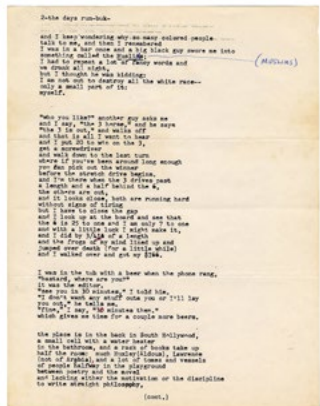 2-the days run-buk-
and I keep wondering why so many colored people
talk to me, and then I remembered
I was in a bar once and a big black guy swore me into
something called the Muslims;
(MUSLIMS)
I had to repeat a lot of fancy words and
we drank all night,
but I thought he was kidding:
I am not out to destroy all the white race--
only a small part of it:
myself.
"who you like?" another guy asks me
and I say, "the 3 horse," and he says
"the 3 is out," and walks off
and that is all I want to hear
and I put 20 to win on the 3,
get a screwdriver
and walk down to the last turn
where if you've been around long enough
you can pick out the winner
before the stretch drive begins.
and I'm there when the 3 drives past
a length and a half behind the 6,
the others are out,
and it looks close, both are running hard
without signs of tiring
but I have to close the gap
and I look up at the board and see that
the 6 is 25 to one and I am only 7 to one
and with a little luck I might make it,
and I did by 3/4 of a length
and the frogs of my mind lined up and
jumped over death (for a little while)
and I walked over and got my
I was in the tub with a beer when the phone rang,
"bastard, where are you?"
it was the editor,
"see you in 30 minutes," I told him,
"I don't want any stuff outa you or I'll lay
you out," he tells me.
"fine," I say, "30 minutes then."
which gives me time for a couple more beers.
the place is in the back in South Hollywood,
a small cell with a water heater
in the bathroom, and a rack of books take up
half the room: much Huxley(Aldous), Lawrence
(not of Arabia),and a lot of tomes and vessels
of people halfway in the playground
between poetry and the novel
and lacking either the motivation or the discipline
to write straight philosophy,
(cont.)